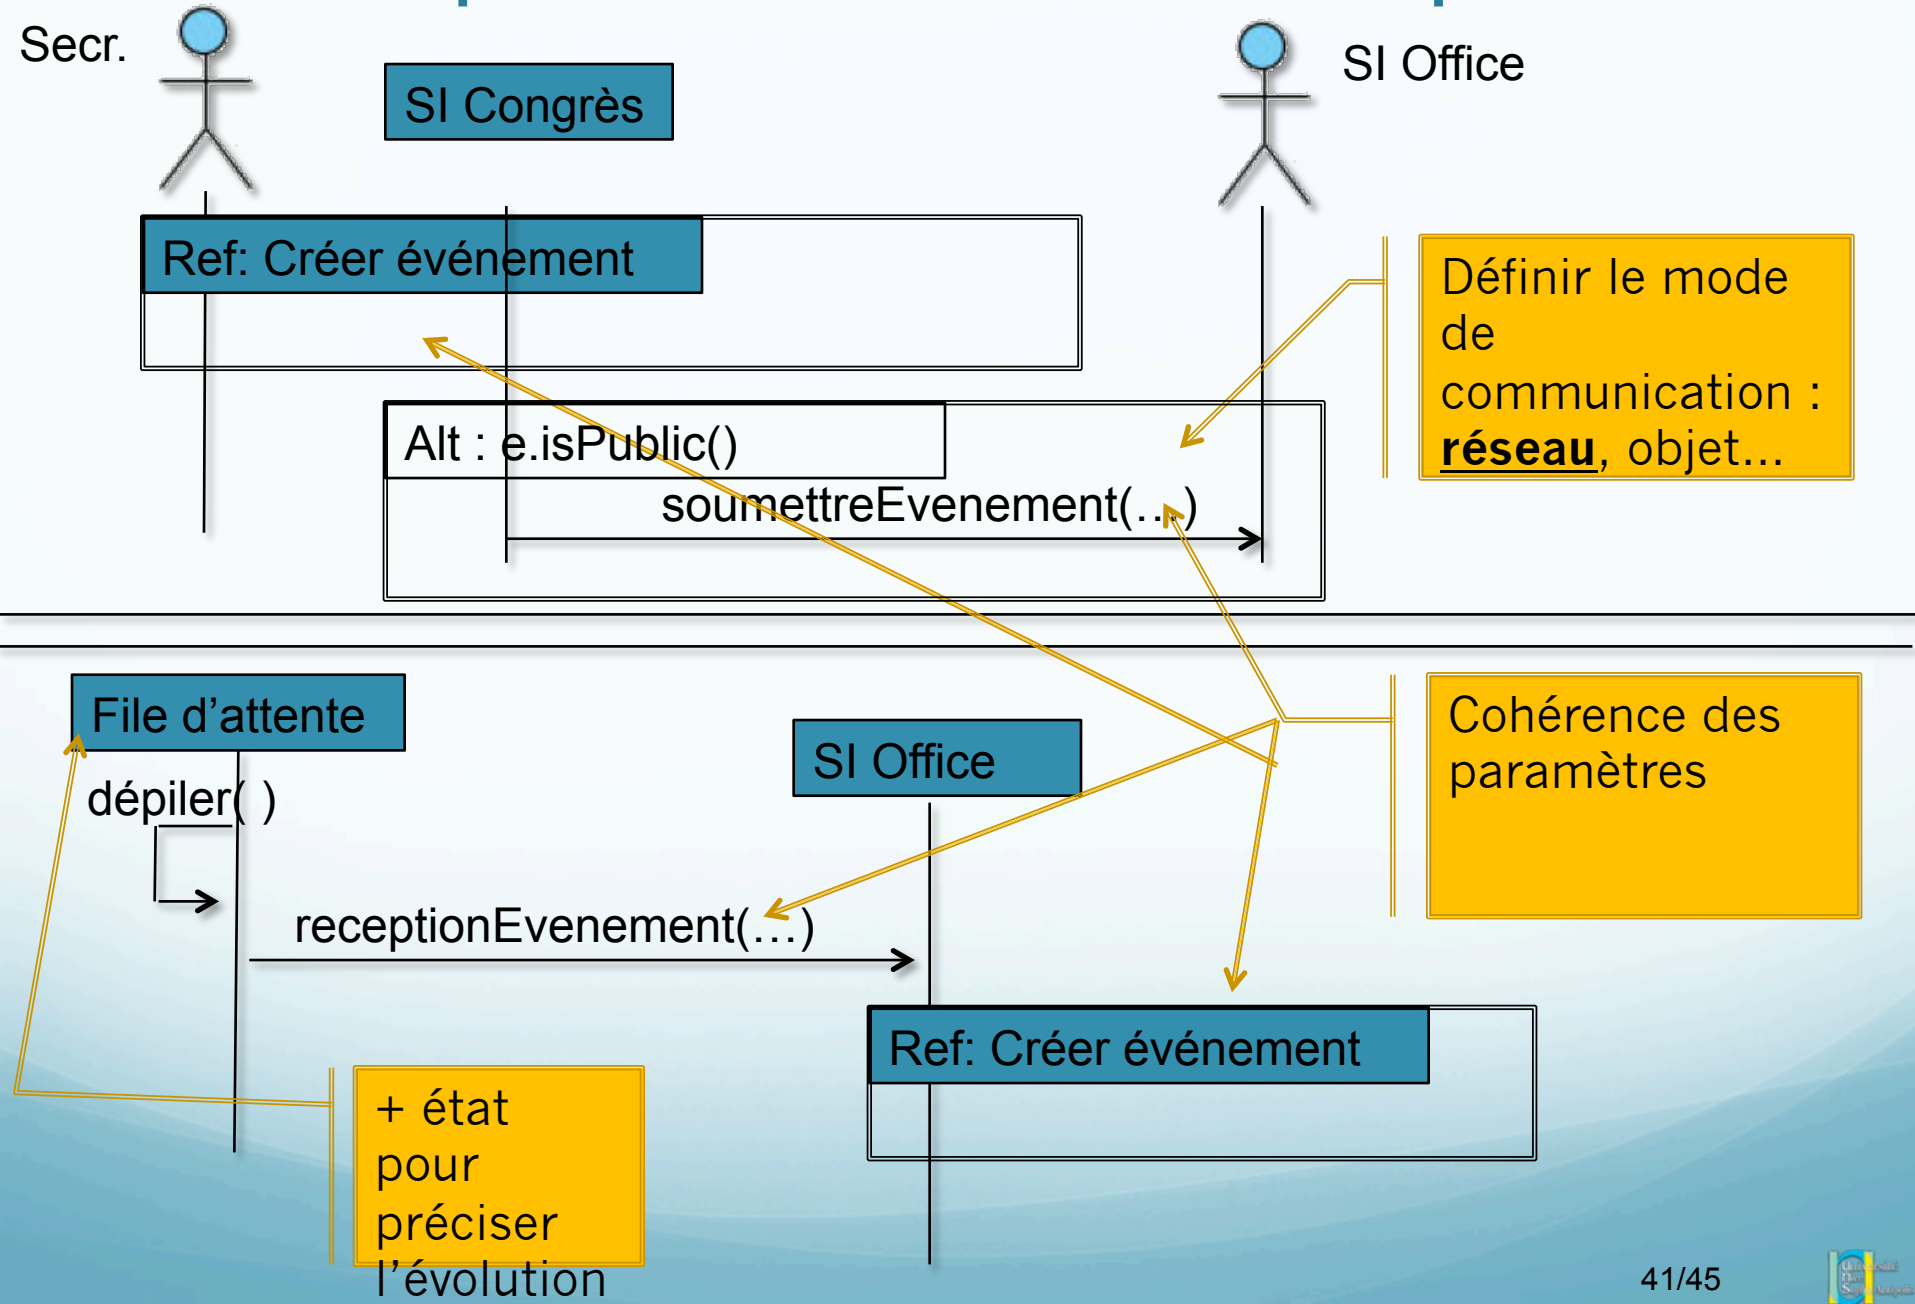 Secr.
SI Congrès
SI Office
Ref: Créer événement
Définir le mode
de
communication :
réseau, objet...
Alt : e.isPublic()
soumettreEvenement(…)
File d’attente
dépiler( )
SI Office
Cohérence des
paramètres
receptionEvenement(…)
Ref: Créer événement
+ état
pour
préciser
l’évolution
41/45